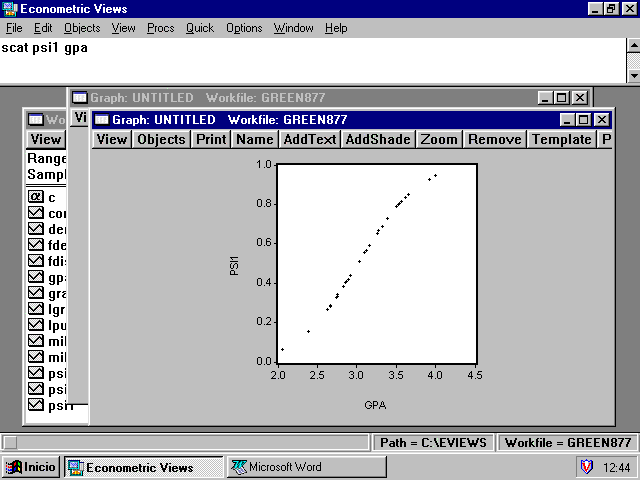 Econometric Views
File Edit Objects View Procs Quick Options Window Help
scat psi1 gpa
Graph: UNTITLED Workfile: GREEN877
Graph: UNTITLED Workfile: GREEN877
View Objects Print Name AddText AddShade Zoom Remove Template P
Wo
Vi
View
Range
Sampl
c
gp
gra
lgr
lpu
mil
mil
psi
psi
psi1
1.0
0.8
0.6
0.4
0.2
0.0
2.0 2.5 3.0 3.5 4.0 4.5
PSI1
GPA
Path = C:\EVIEWS Workfile = GREEN877
Inicio Econometric Views Microsoft Word 12:44